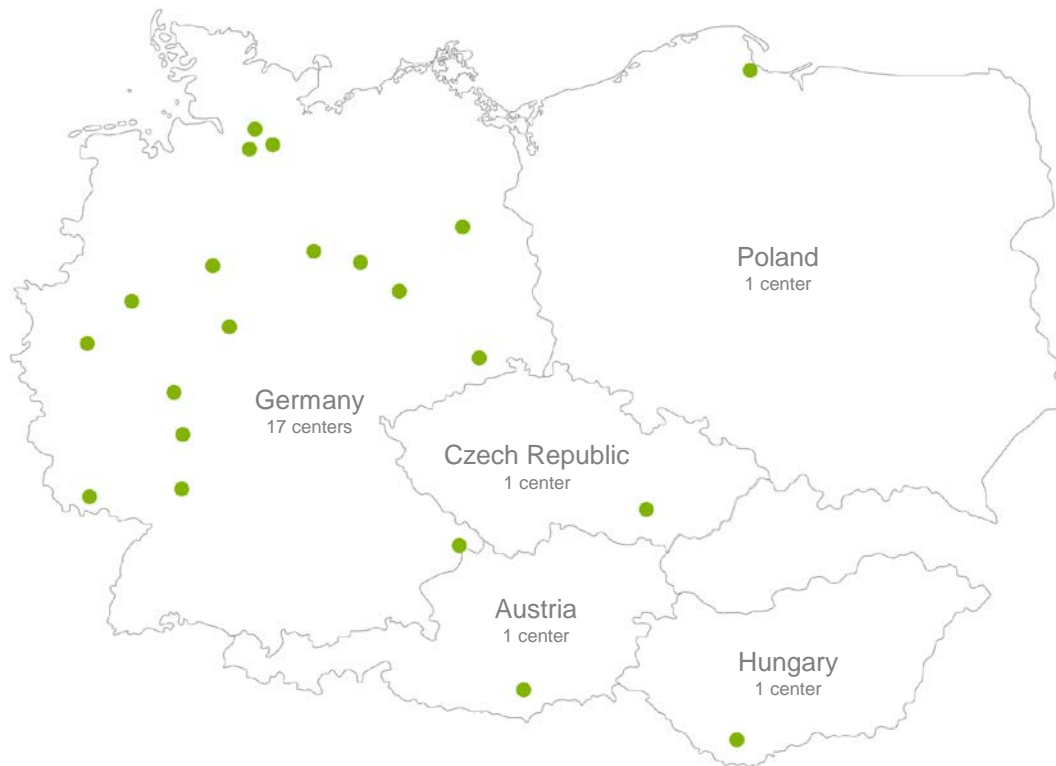 Poland
1 center
Germany
17 centers
Czech Republic
1 center
Austria
1 center
Hungary
1 center